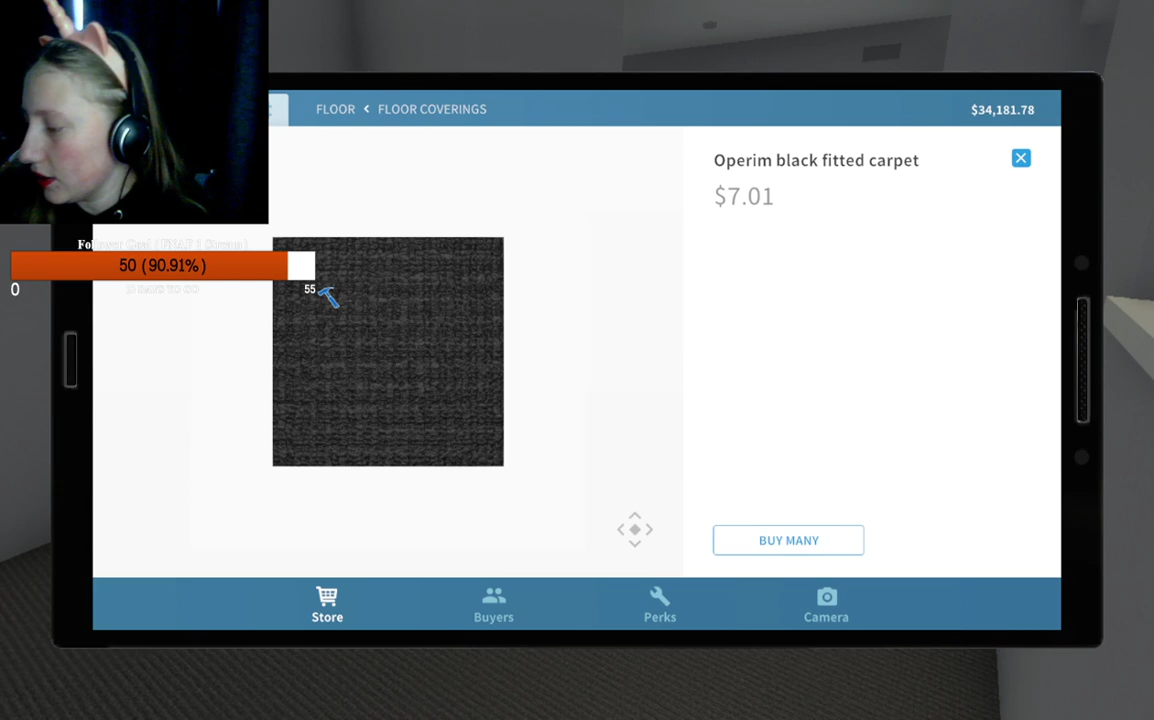 FLOOR < FLOOR COVERINGS
$34,181.78
Operim black fitted carpet
$7.01
50 (90.91%)
0
55
BUY MANY
Store
Buyers
Perks
Camera